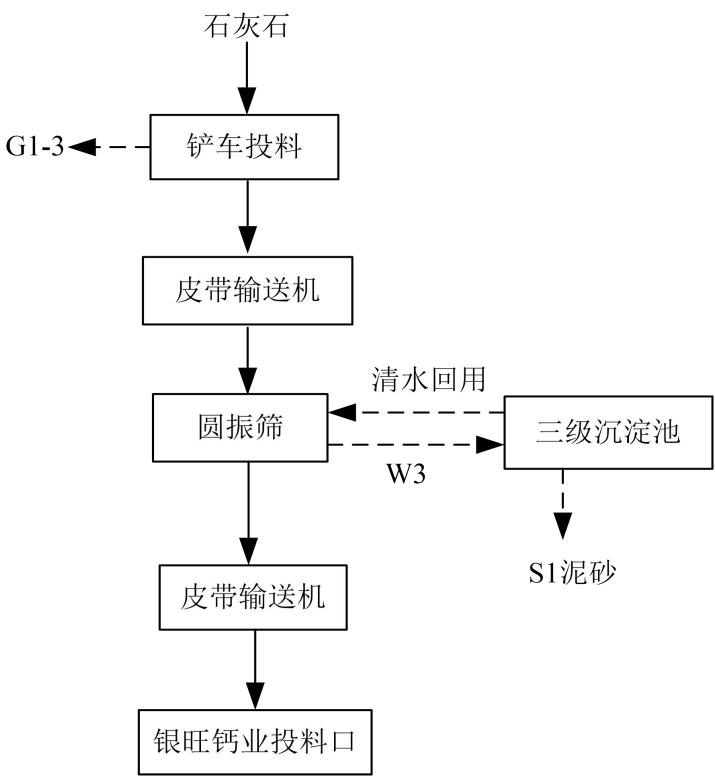 石灰石
G1-3
铲车投料
皮带输送机
清水回用
圆振筛
三级沉淀池
W3
S1泥砂
皮带输送机
银旺钙业投料口